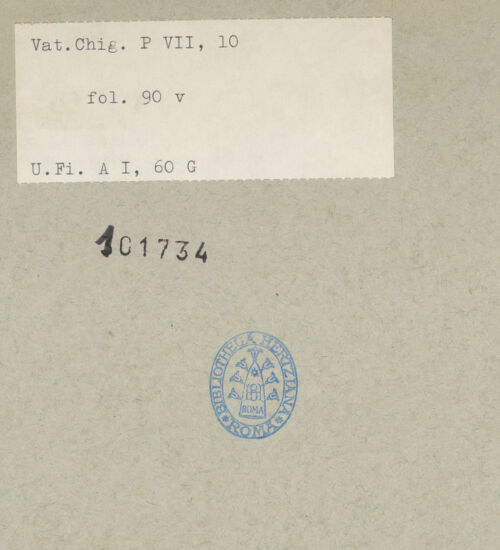 Vat.Chig. P VII, 10
fol. 90 v
U.Fi. A I, 60 G
101734
BIBLIOTHECA HERTZIANA
ROMA
ROMA